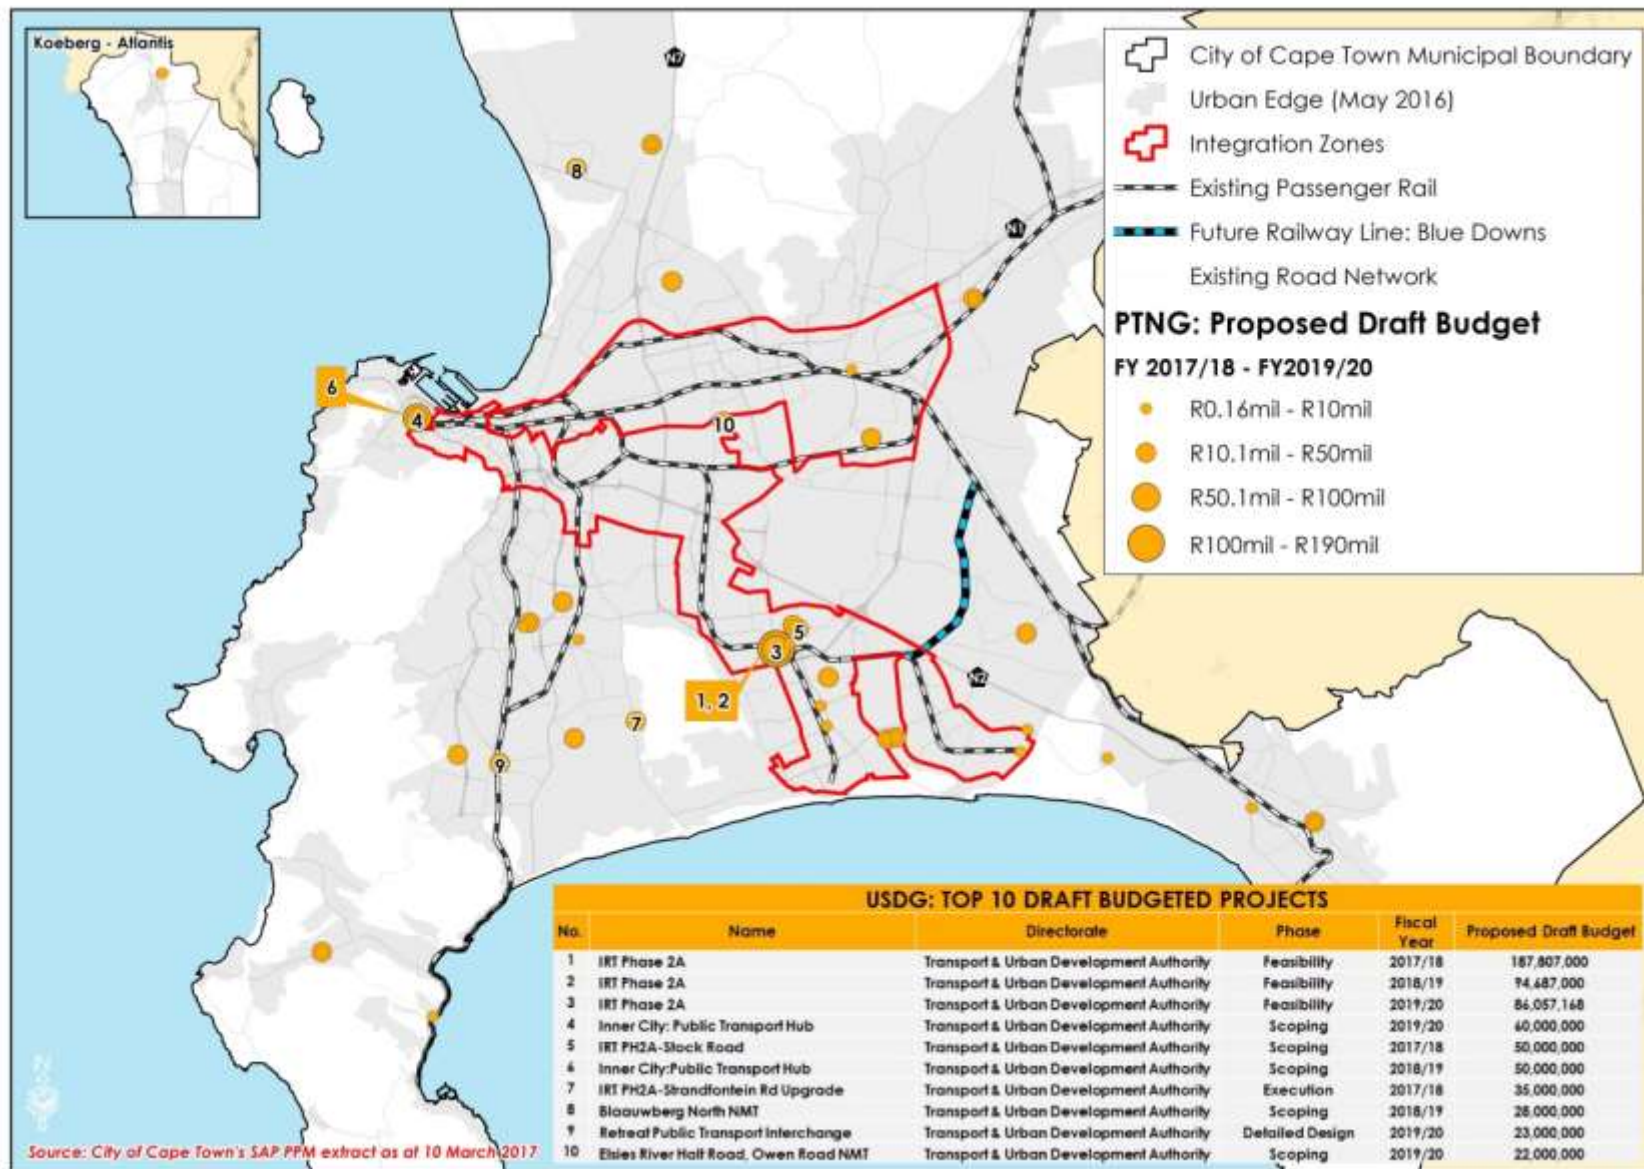 Koeberg - Atlantis
N7
N1
N2
City of Cape Town Municipal Boundary
Urban Edge (May 2016)
Integration Zones
Existing Passenger Rail
Future Railway Line: Blue Downs
Existing Road Network
PTNG: Proposed Draft Budget
FY 2017/18 - FY2019/20
R0.16mil - R10mil
R10.1mil - R50mil
R50.1mil - R100mil
R100mil - R190mil
8
6
4
10
5
3
1, 2
7
9
USDG: TOP 10 DRAFT BUDGETED PROJECTS
No. Name Directorate Phase Fiscal Year Proposed Draft Budget
1 IRT Phase 2A Transport & Urban Development Authority Feasibility 2017/18 187,807,000
2 IRT Phase 2A Transport & Urban Development Authority Feasibility 2018/19 94,687,000
3 IRT Phase 2A Transport & Urban Development Authority Feasibility 2019/20 86,057,168
4 Inner City: Public Transport Hub Transport & Urban Development Authority Scoping 2019/20 60,000,000
5 IRT PH2A-Stock Road Transport & Urban Development Authority Scoping 2017/18 50,000,000
6 Inner City:Public Transport Hub Transport & Urban Development Authority Scoping 2018/19 50,000,000
7 IRT PH2A-Strandfontein Rd Upgrade Transport & Urban Development Authority Execution 2017/18 35,000,000
8 Blaauwberg North NMT Transport & Urban Development Authority Scoping 2018/19 28,000,000
9 Retreat Public Transport Interchange Transport & Urban Development Authority Detailed Design 2019/20 23,000,000
10 Elsies River Halt Road, Owen Road NMT Transport & Urban Development Authority Scoping 2019/20 22,000,000
Source: City of Cape Town's SAP PPM extract as at 10 March 2017